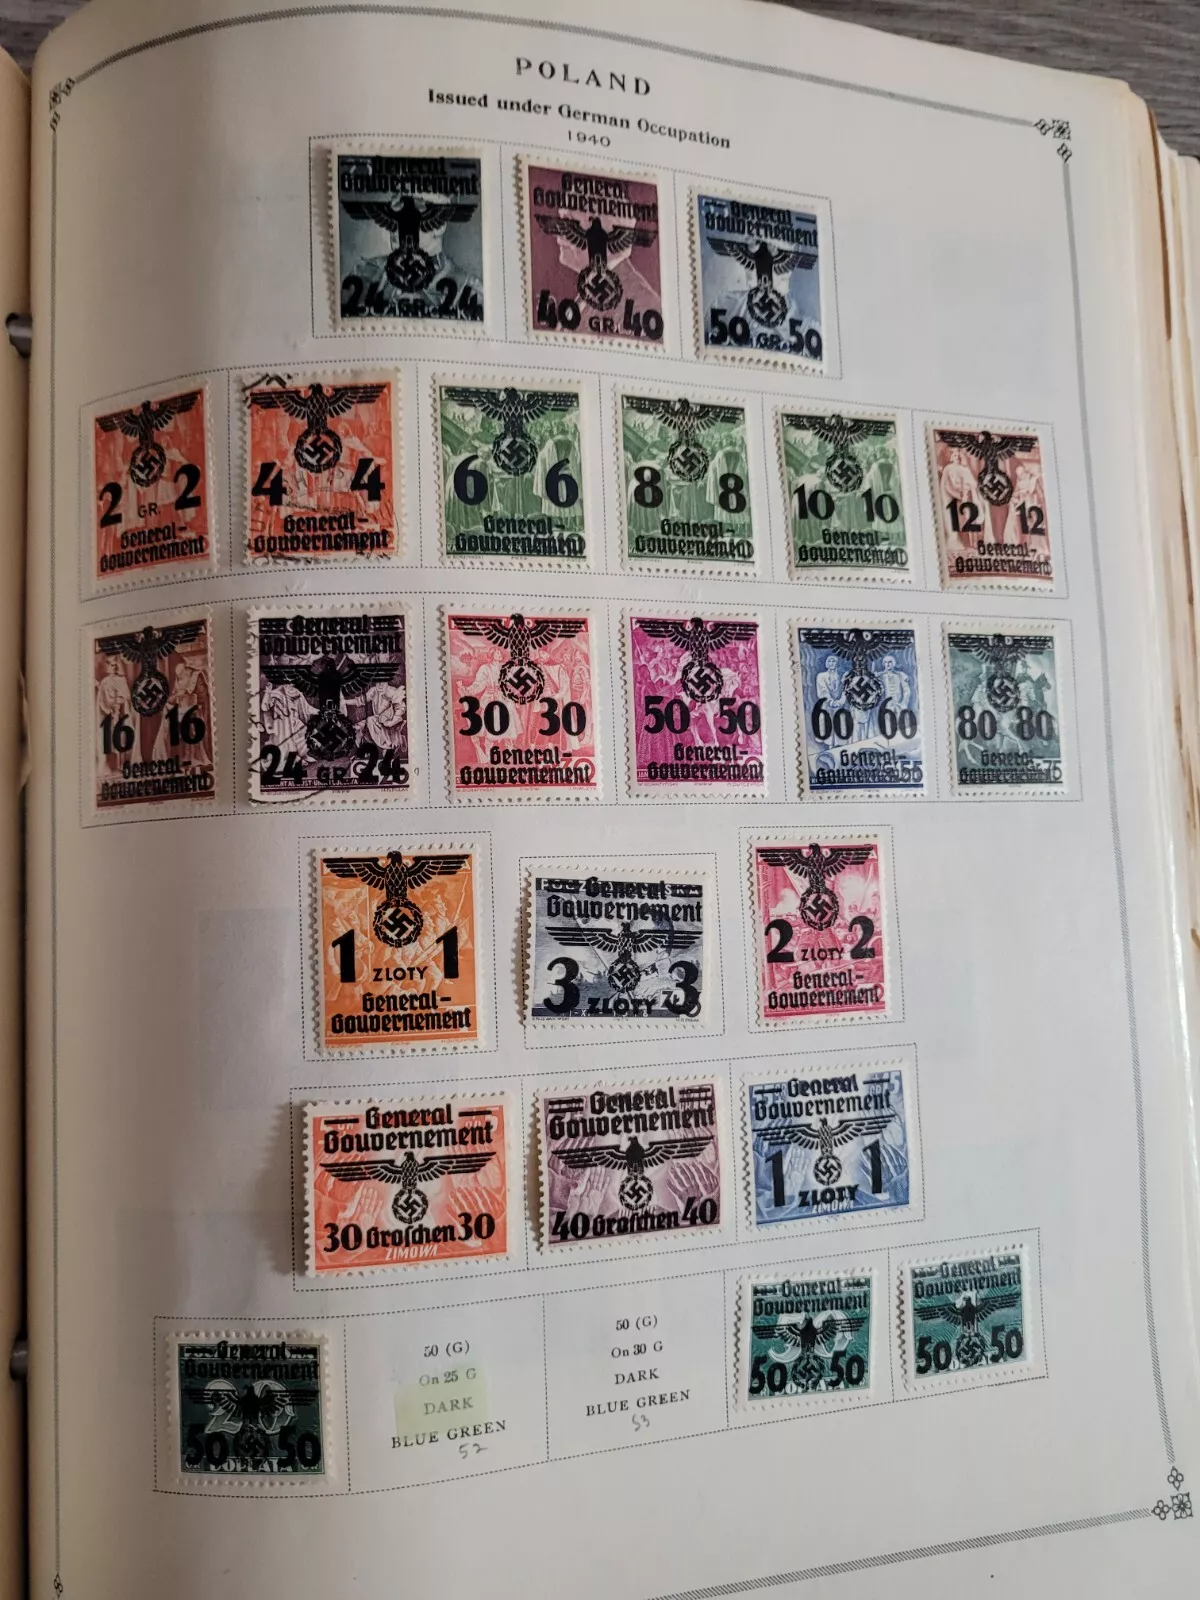 POLAND
Issued under German Occupation
1940
General Gouvernement
24 GR. 24
General Gouvernement
40 GR. 40
General Gouvernement
50 GR. 50
2 GR. 2
General-
Gouvernement
4 4
General-
Gouvernement
6 6
General-
Gouvernement
8 8
General-
Gouvernement
10 10
General-
Gouvernement
12 12
General-
Gouvernement
16 16
General-
Gouvernement
General
Gouvernement
24 GR. 24
30 30
General-
Gouvernement
50 50
General-
Gouvernement
60 60
General-
Gouvernement 55
80 80
General-
Gouvernement 75
1 ZLOTY 1
General-
Gouvernement
General
Gouvernement
3 ZLOTY 3
2 ZLOTY 2
General-
Gouvernement
General
Gouvernement
30 Groschen 30
ZIMOWA
General
Gouvernement
40 Groschen 40
General
Gouvernement
1 ZLOTY 1
ZIMOWA
General
Gouvernement
50 50
50 (G)
On 25 G
DARK
BLUE GREEN
52
50 (G)
On 30 G
DARK
BLUE GREEN
53
General
Gouvernement
50 50
General
Gouvernement
50 50